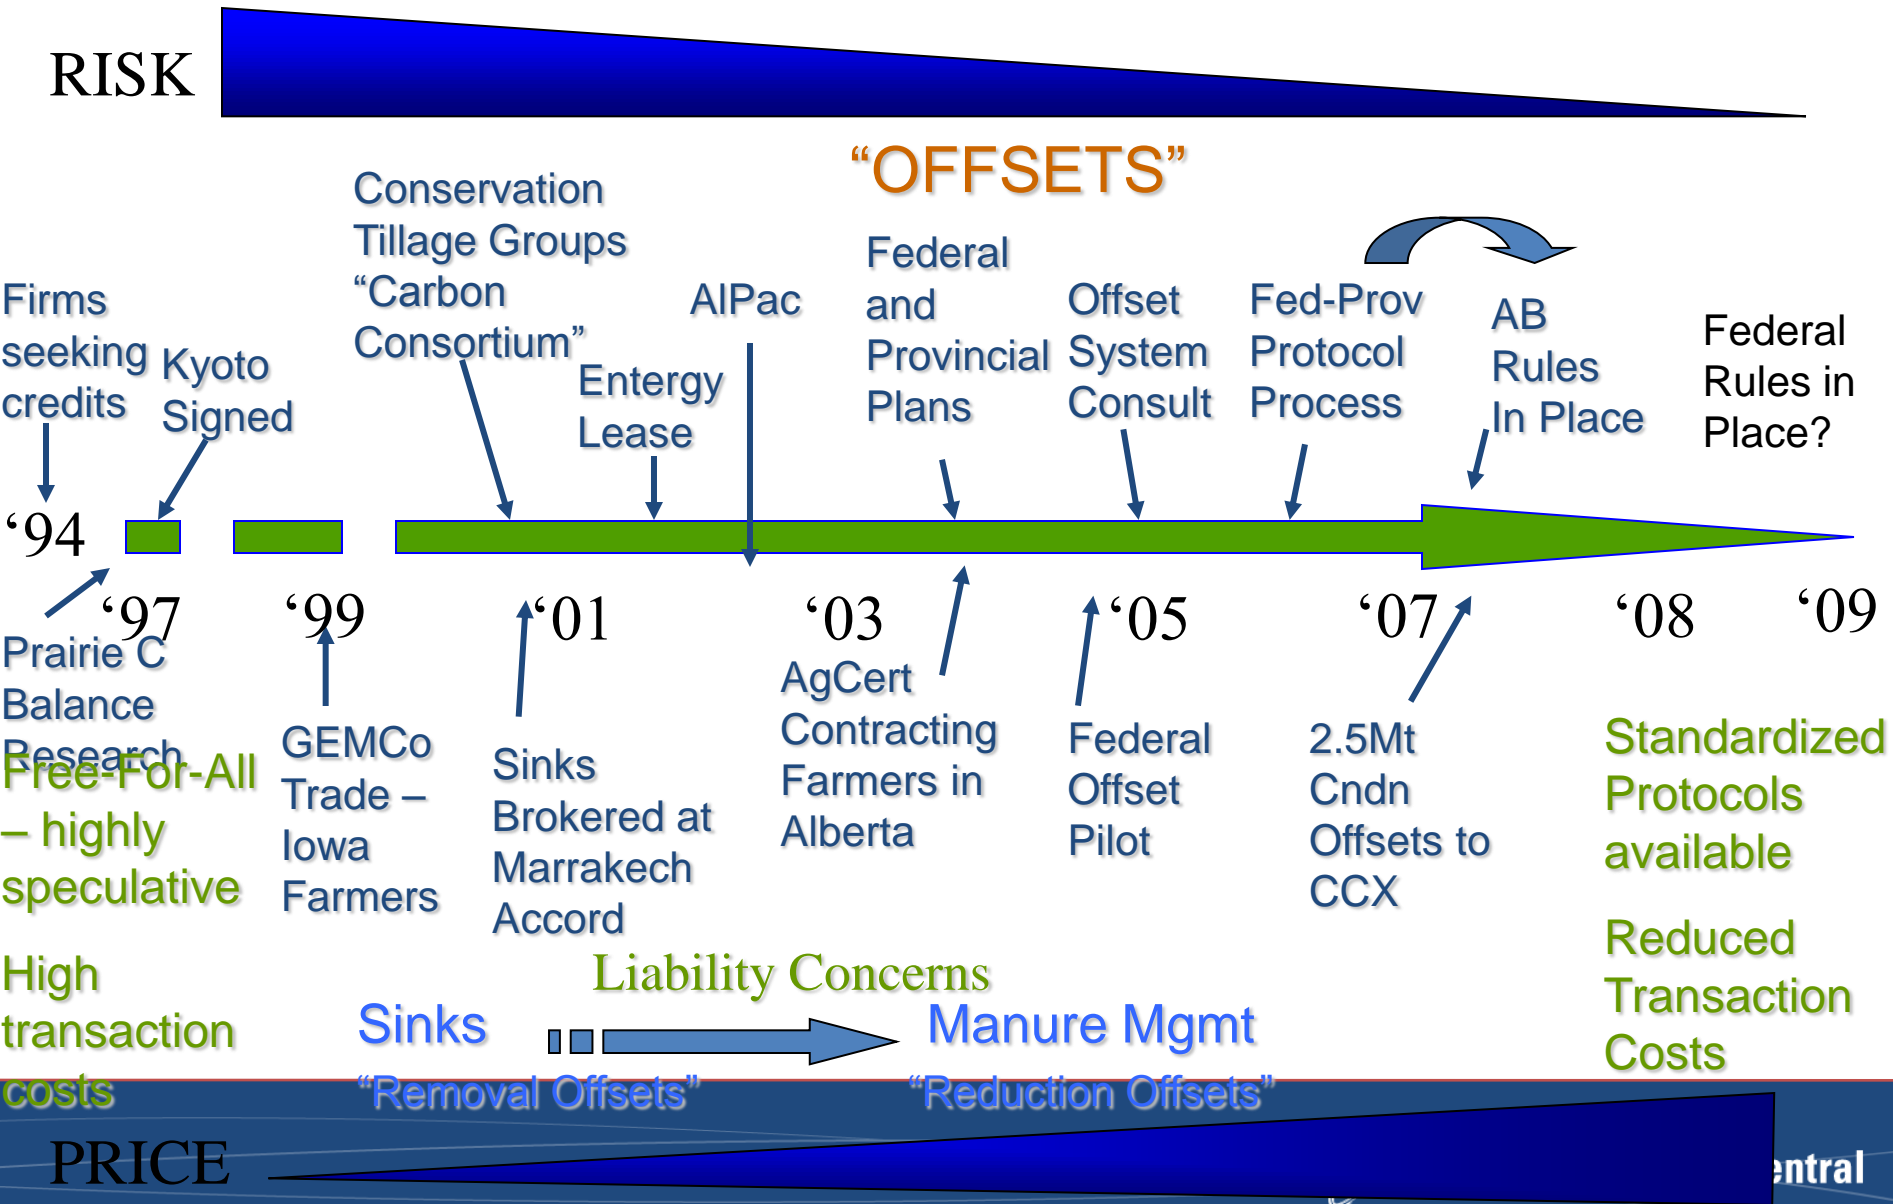 RISK
“OFFSETS”
Firms
seeking
credits
Kyoto
Signed
Conservation
Tillage Groups
“Carbon
Consortium”
Entergy
Lease
AlPac
Federal
and
Provincial
Plans
Offset
System
Consult
Fed-Prov
Protocol
Process
AB
Rules
In Place
Federal
Rules in
Place?
‘94
‘97
‘99
‘01
‘03
‘05
‘07
‘08
‘09
Prairie C
Balance
Research
Free-For-All
– highly
speculative
High
transaction
costs
GEMCo
Trade –
Iowa
Farmers
Sinks
Brokered at
Marrakech
Accord
AgCert
Contracting
Farmers in
Alberta
Federal
Offset
Pilot
2.5Mt
Cndn
Offsets to
CCX
Standardized
Protocols
available
Reduced
Transaction
Costs
Liability Concerns
Sinks
Manure Mgmt
“Removal Offsets”
“Reduction Offsets”
PRICE